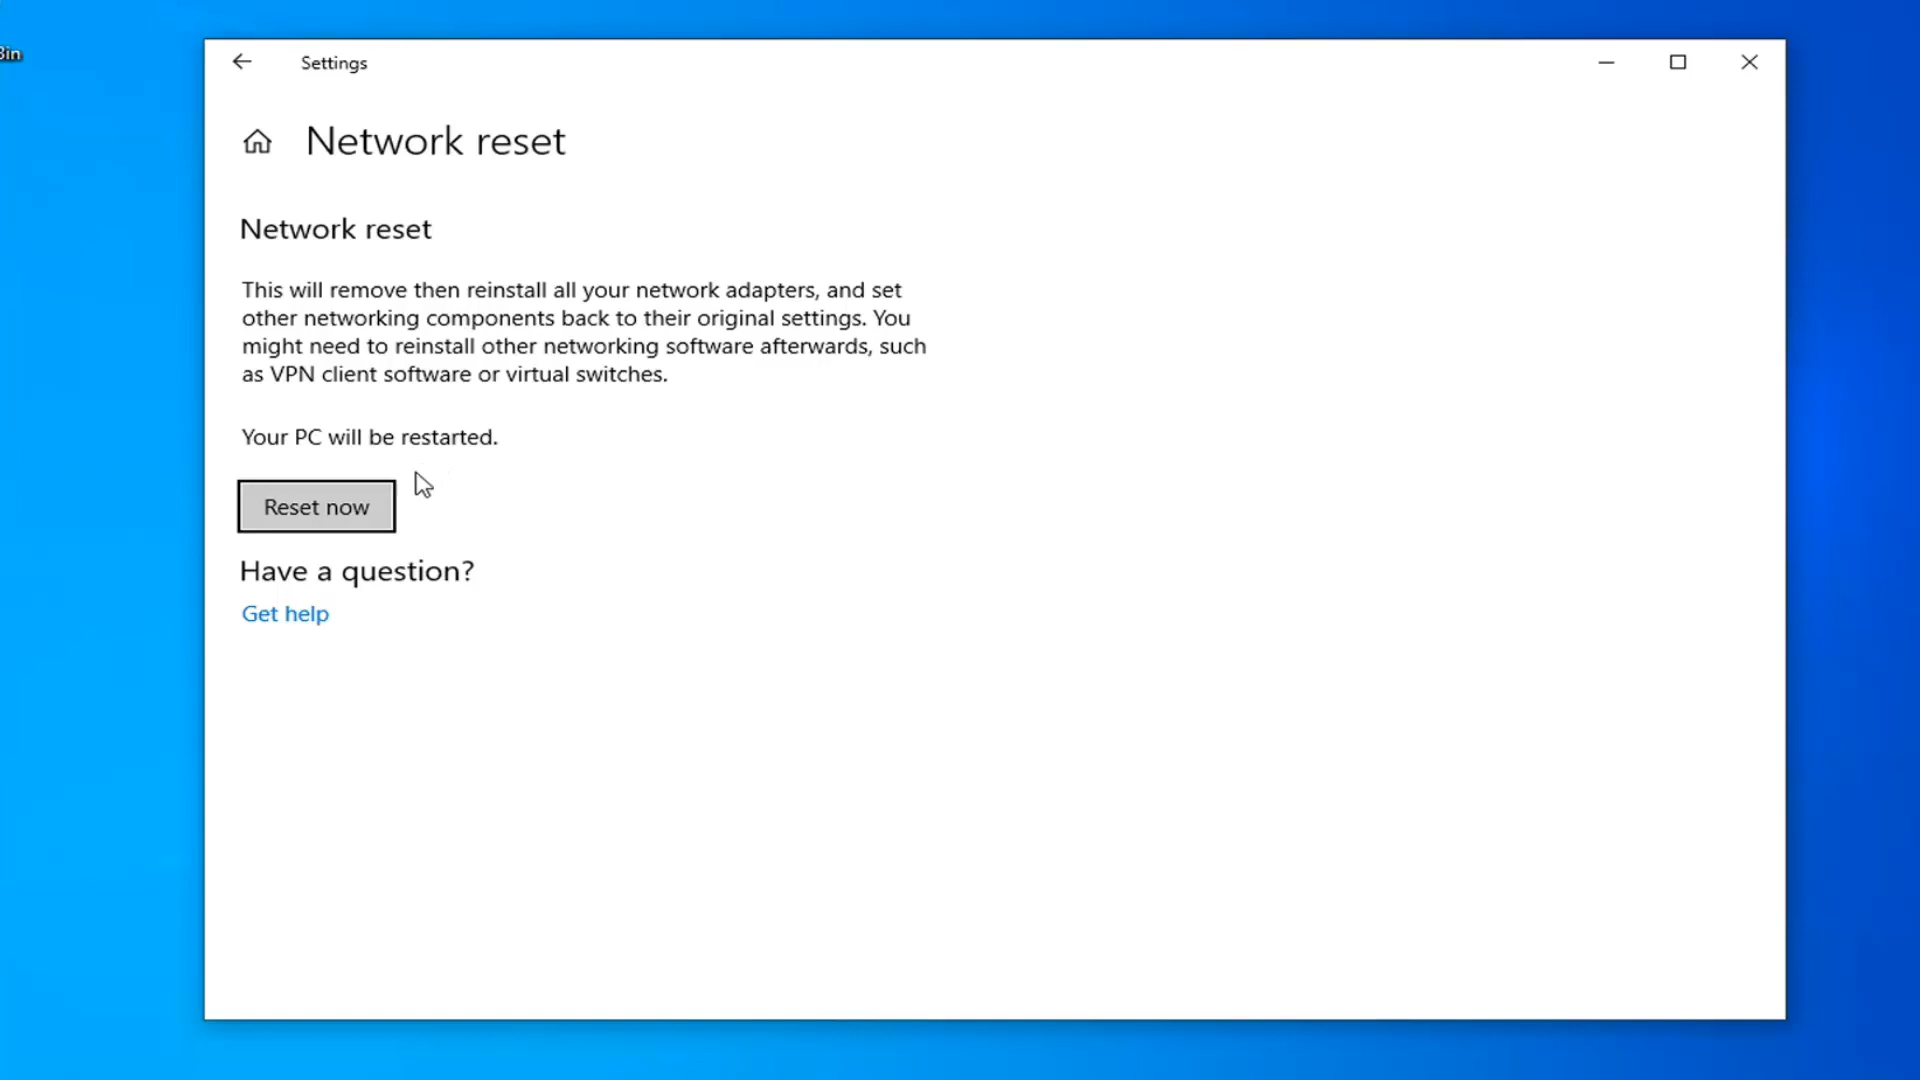 Settings
Network reset
Network reset
This will remove then reinstall all your network adapters, and set
other networking components back to their original settings. You
might need to reinstall other networking software afterwards, such
as VPN client software or virtual switches.
Your PC will be restarted.
Reset now
Have a question?
Get help